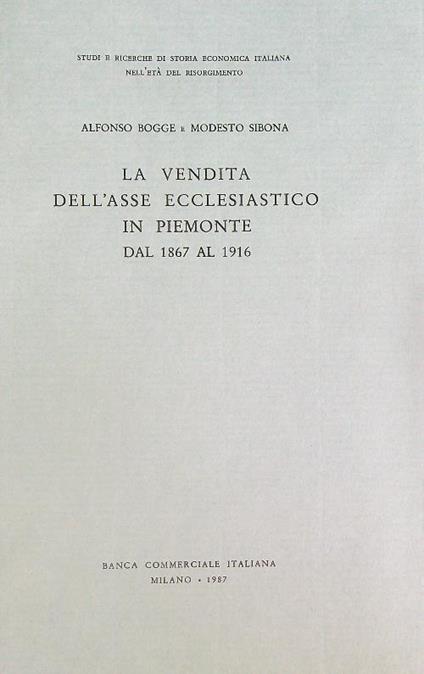 STUDI E RICERCHE DI STORIA ECONOMICA ITALIANA
NELL'ETÀ DEL RISORGIMENTO
ALFONSO BOGGE E MODESTO SIBONA
LA VENDITA
DELL'ASSE ECCLESIASTICO
IN PIEMONTE
DAL 1867 AL 1916
BANCA COMMERCIALE ITALIANA
MILANO • 1987